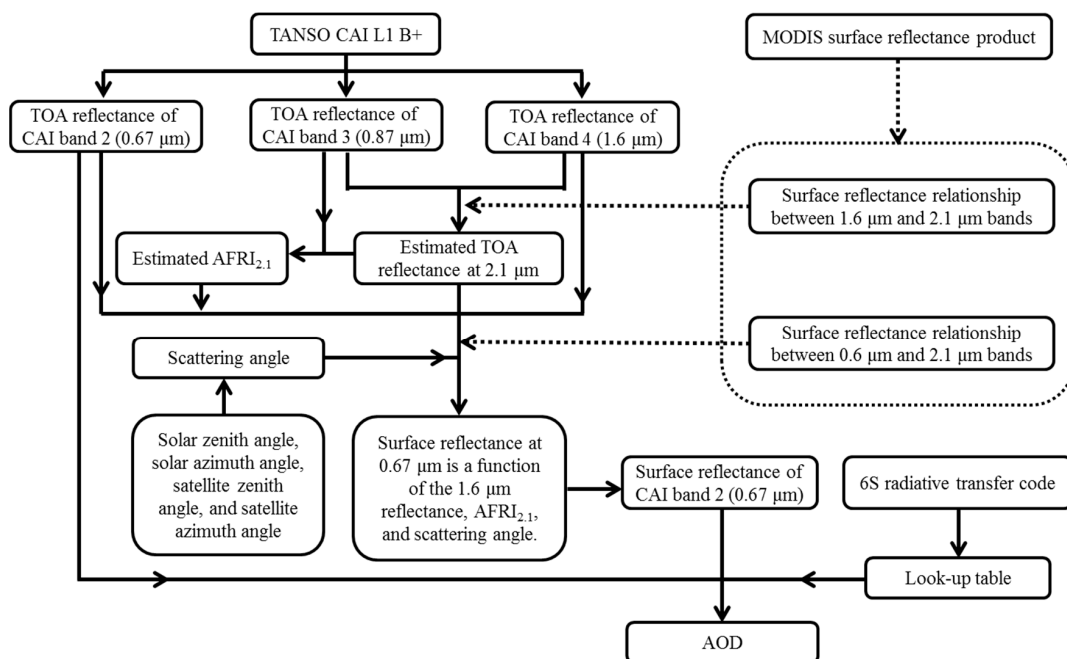 TANSO CAI L1 B+
MODIS surface reflectance product
TOA reflectance of
CAI band 2 (0.67 μm)
TOA reflectance of
CAI band 3 (0.87 μm)
TOA reflectance of
CAI band 4 (1.6 μm)
Surface reflectance relationship
between 1.6 μm and 2.1 μm bands
Estimated AFRI₂.₁
Estimated TOA
reflectance at 2.1 μm
Surface reflectance relationship
between 0.6 μm and 2.1 μm bands
Scattering angle
Solar zenith angle,
solar azimuth angle,
satellite zenith
angle, and satellite
azimuth angle
Surface reflectance at
0.67 μm is a function
of the 1.6 μm
reflectance, AFRI₂.₁,
and scattering angle.
Surface reflectance of
CAI band 2 (0.67 μm)
6S radiative transfer code
Look-up table
AOD